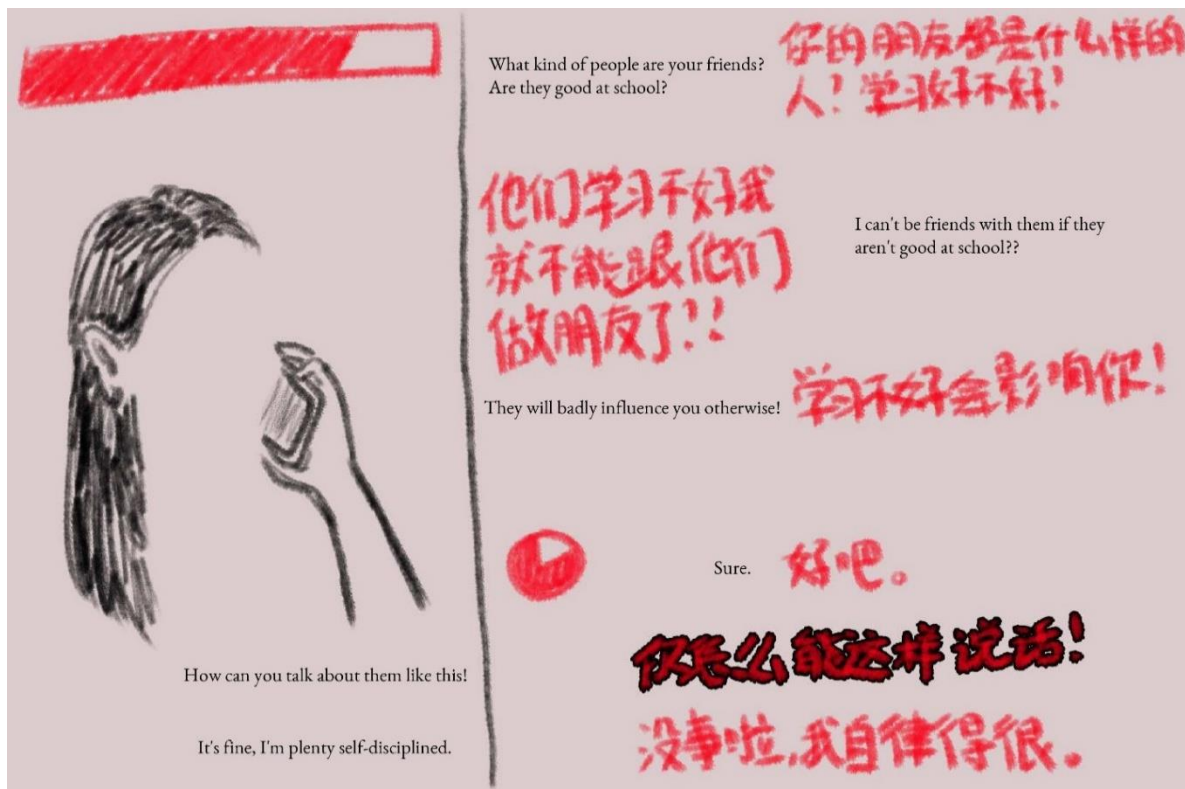 What kind of people are your friends?
Are they good at school?
你的朋友都是什么样的
人！学习好不好！
他们学习不好我
就不能跟他们
做朋友了？！
I can't be friends with them if they
aren't good at school??
They will badly influence you otherwise!
学习不好会影响你！
Sure.
好吧。
How can you talk about them like this!
仅怎么能这样说话！
It's fine, I'm plenty self-disciplined.
没事啦，我自律得很。